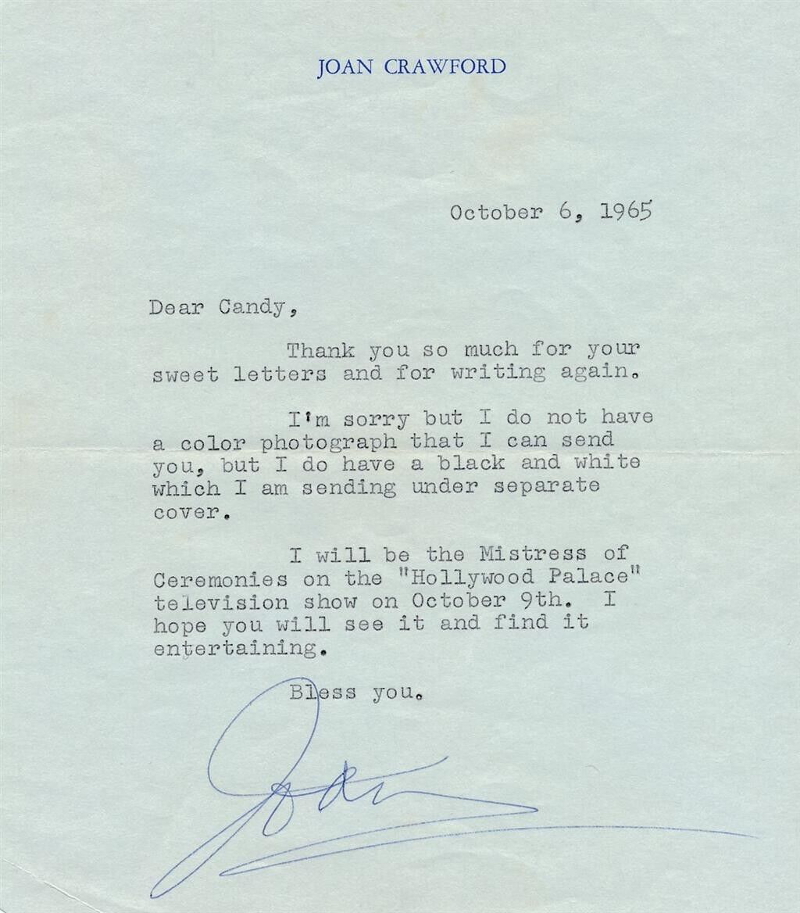 JOAN CRAWFORD
October 6, 1965
Dear Candy,
Thank you so much for your
sweet letters and for writing again.
I'm sorry but I do not have
a color photograph that I can send
you, but I do have a black and white
which I am sending under separate
cover.
I will be the Mistress of
Ceremonies on the "Hollywood Palace"
television show on October 9th. I
hope you will see it and find it
entertaining.
Bless you.
Joan